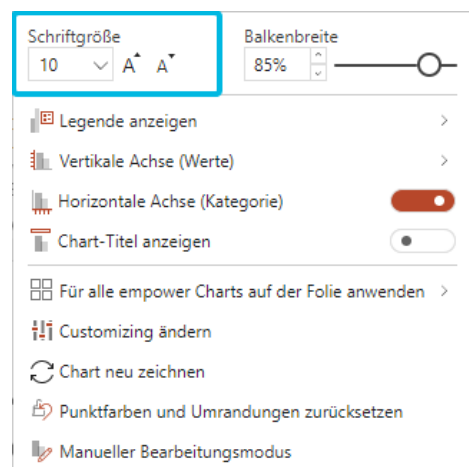 Schriftgröße Balkenbreite
10 A A 85%
Legende anzeigen
Vertikale Achse (Werte)
Horizontale Achse (Kategorie)
Chart-Titel anzeigen
Für alle empower Charts auf der Folie anwenden
Customizing ändern
Chart neu zeichnen
Punktfarben und Umrandungen zurücksetzen
Manueller Bearbeitungsmodus